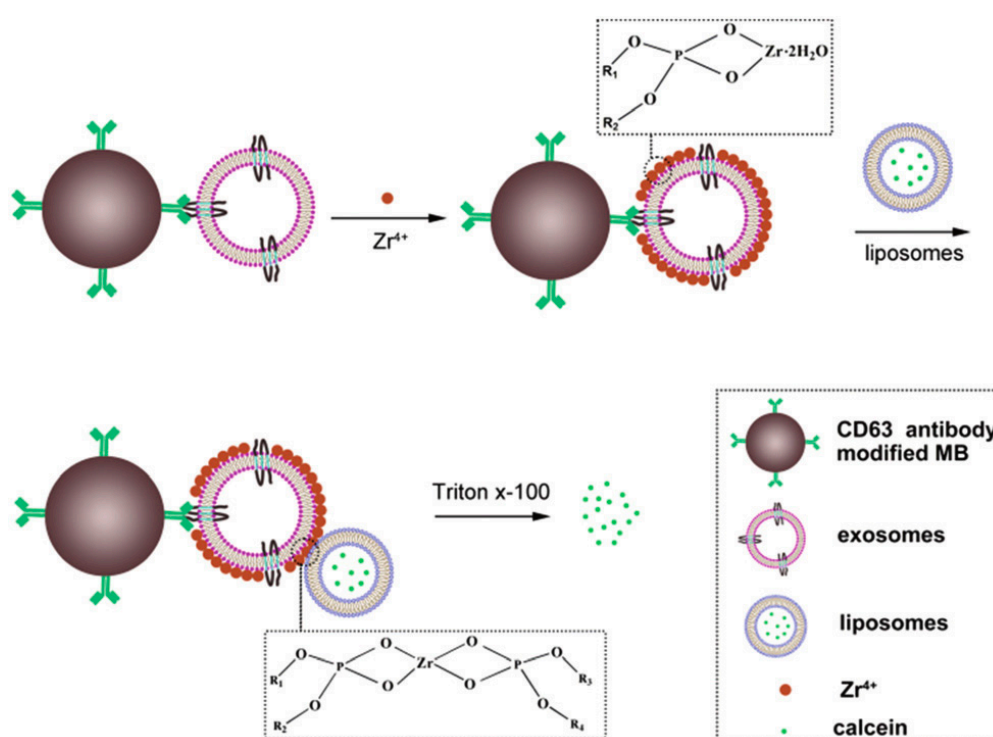 O
O
P
Zr·2H₂O
R₁
O
O
R₂
Zr⁴⁺
liposomes
Triton x-100
CD63 antibody
modified MB
exosomes
liposomes
Zr⁴⁺
calcein
O
O
O
O
R₁
P
Zr
P
R₃
O
O
O
O
R₂
R₄